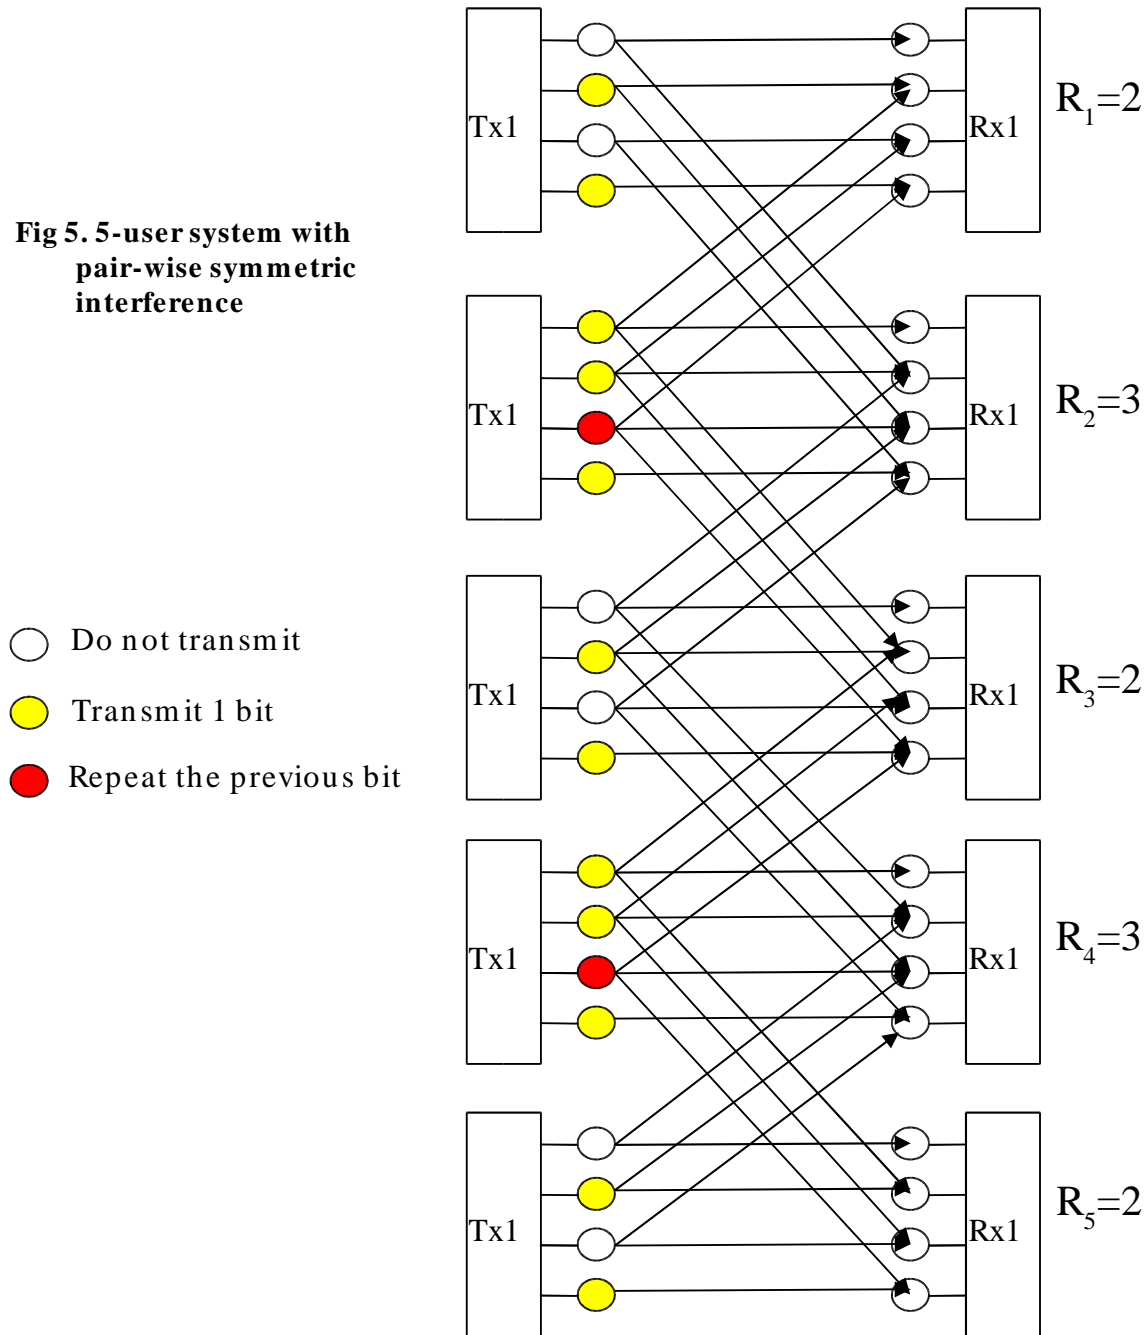 Tx1
Rx1
R1=2
Fig 5. 5-user system with
pair-wise symmetric
interference
Tx1
Rx1
R2=3
Do not transmit
Transmit 1 bit
Repeat the previous bit
Tx1
Rx1
R3=2
Tx1
Rx1
R4=3
Tx1
Rx1
R5=2